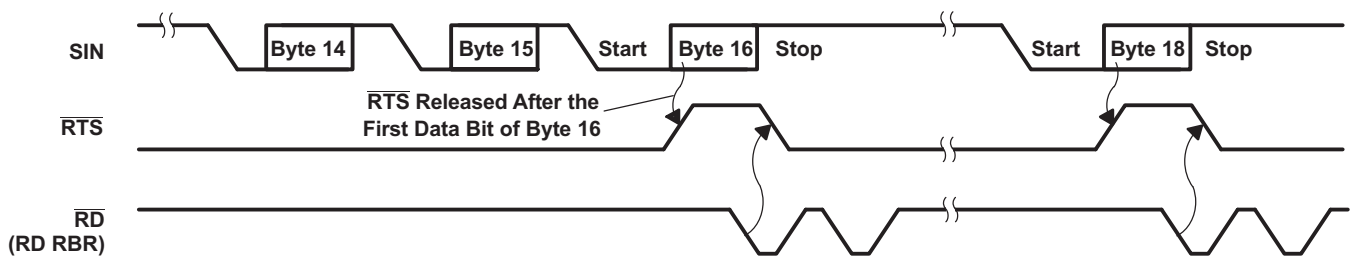 SIN
Byte 14
Byte 15
Start
Byte 16
Stop
Start
Byte 18
Stop
RTS Released After the
First Data Bit of Byte 16
RTS
RD
(RD RBR)